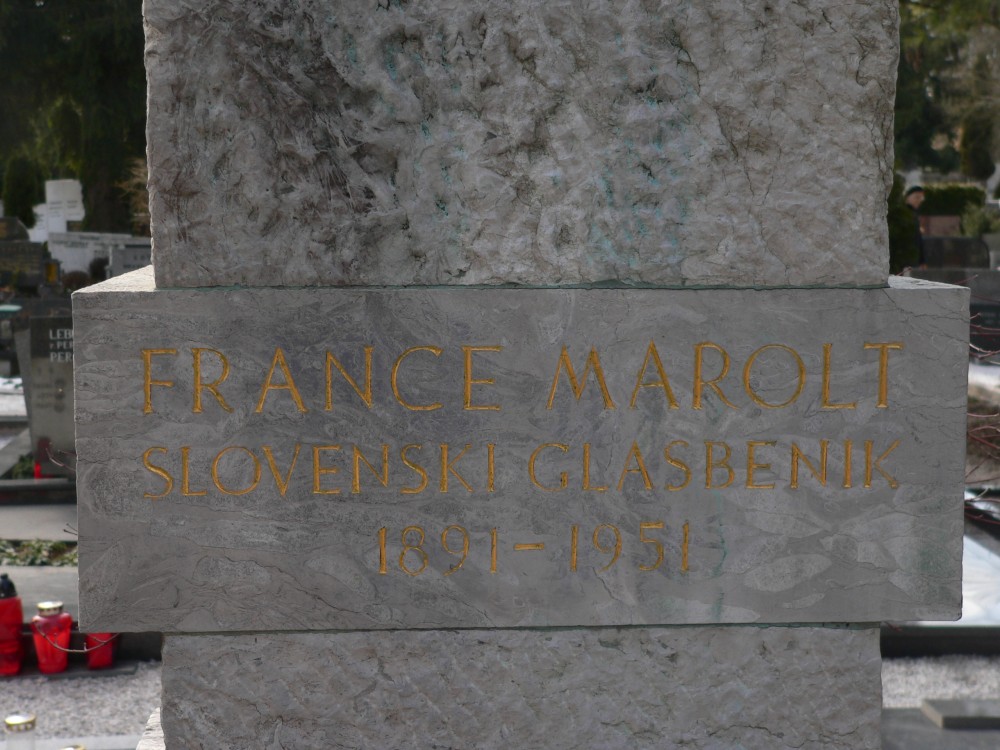 FRANCE MAROLT
SLOVENSKI GLASBENIK
1891–1951